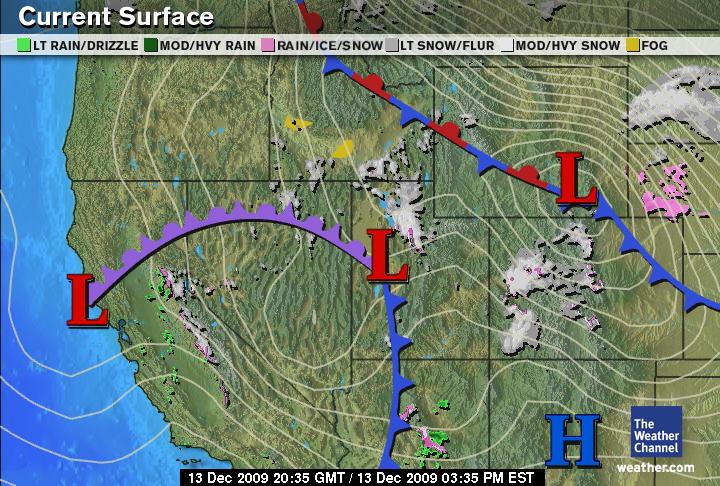 Current Surface
LT RAIN/DRIZZLE MOD/HVY RAIN RAIN/ICE/SNOW LT SNOW/FLUR MOD/HVY SNOW FOG
L
L
L
H
The
Weather
Channel
weather.com
13 Dec 2009 20:35 GMT / 13 Dec 2009 03:35 PM EST